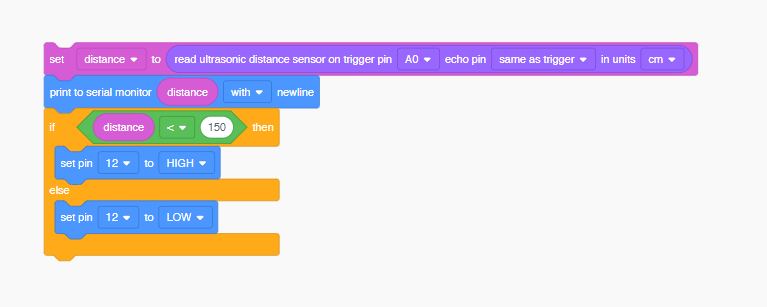 set distance to read ultrasonic distance sensor on trigger pin A0 echo pin same as trigger in units cm
print to serial monitor distance with newline
if distance < 150 then
set pin 12 to HIGH
else
set pin 12 to LOW